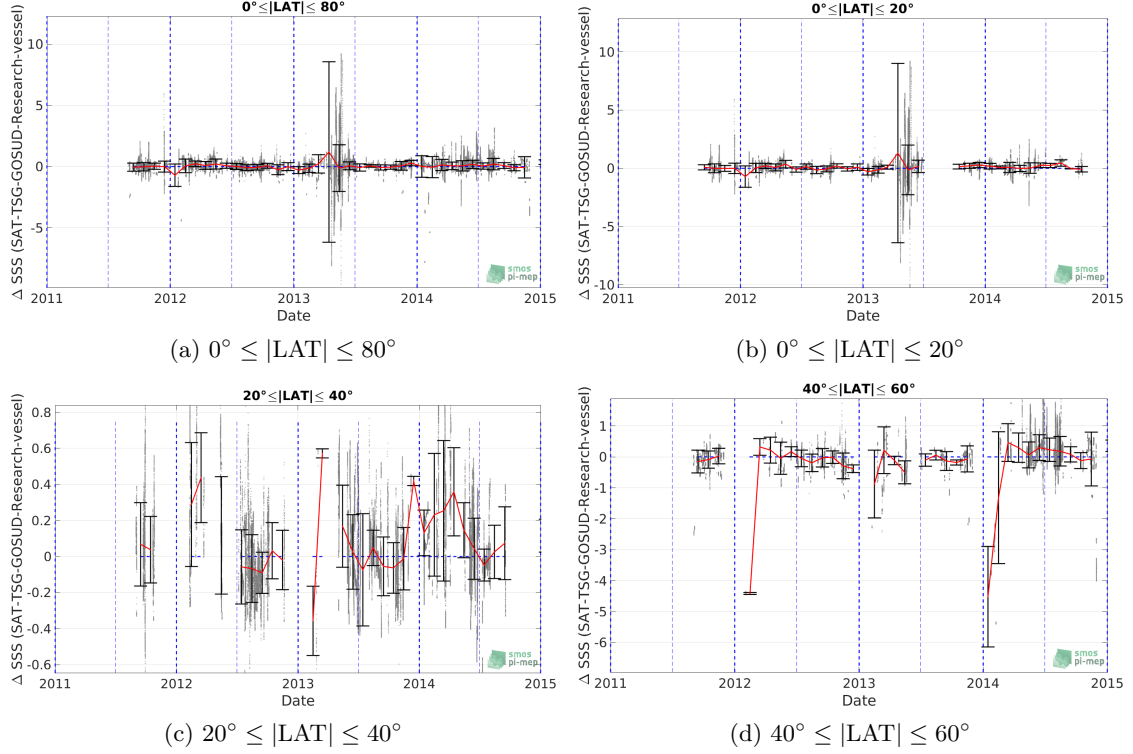 0°≤|LAT|≤ 80°
Δ SSS (SAT-TSG-GOSUD-Research-vessel)
10
5
0
-5
2011
2012
2013
2014
2015
Date
smos
pi-mep
(a) 0° ≤ |LAT| ≤ 80°
0°≤|LAT|≤ 20°
Δ SSS (SAT-TSG-GOSUD-Research-vessel)
10
5
0
-5
-10
2011
2012
2013
2014
2015
Date
smos
pi-mep
(b) 0° ≤ |LAT| ≤ 20°
20°≤|LAT|≤ 40°
Δ SSS (SAT-TSG-GOSUD-Research-vessel)
0.8
0.6
0.4
0.2
0
-0.2
-0.4
-0.6
2011
2012
2013
2014
2015
Date
smos
pi-mep
(c) 20° ≤ |LAT| ≤ 40°
40°≤|LAT|≤ 60°
Δ SSS (SAT-TSG-GOSUD-Research-vessel)
1
0
-1
-2
-3
-4
-5
-6
2011
2012
2013
2014
2015
Date
smos
pi-mep
(d) 40° ≤ |LAT| ≤ 60°